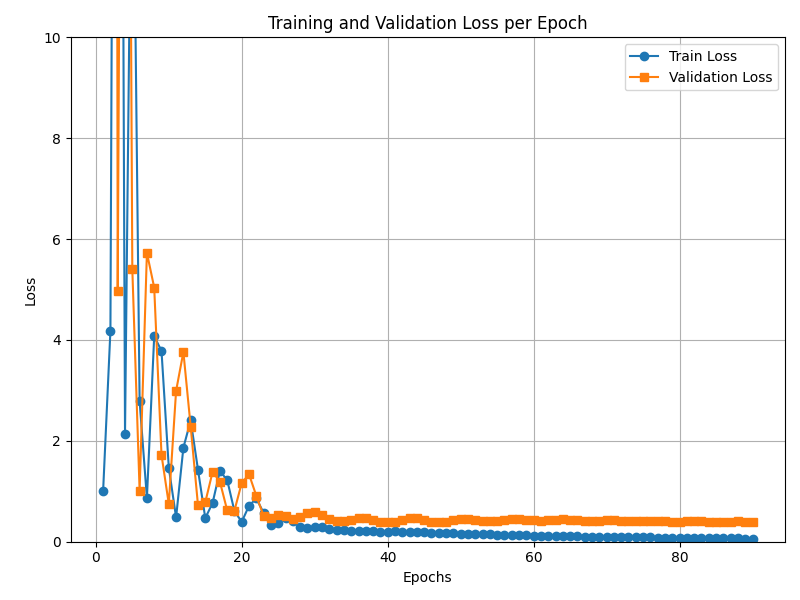 Training and Validation Loss per Epoch
Train Loss
Validation Loss
10
8
6
4
2
0
Loss
0 20 40 60 80
Epochs